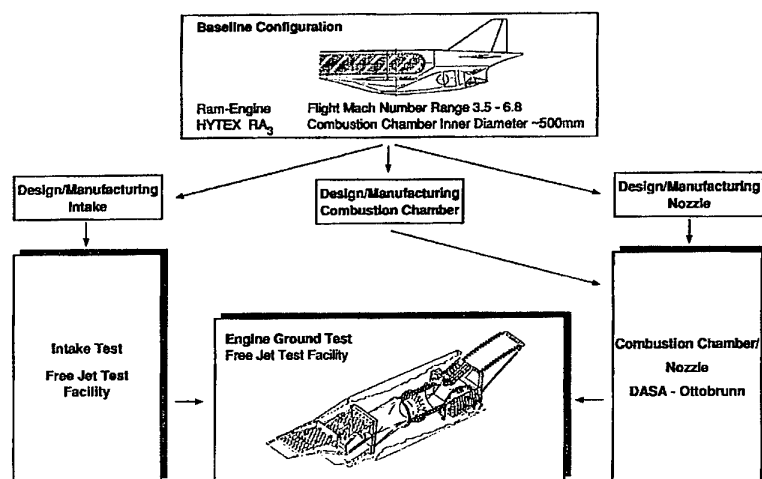 Baseline Configuration
Ram-Engine Flight Mach Number Range 3.5 - 6.8
HYTEX RA3 Combustion Chamber Inner Diameter ~500mm
Design/Manufacturing
Intake
Design/Manufacturing
Combustion Chamber
Design/Manufacturing
Nozzle
Intake Test
Free Jet Test
Facility
Engine Ground Test
Free Jet Test Facility
Combustion Chamber/
Nozzle
DASA - Ottobrunn